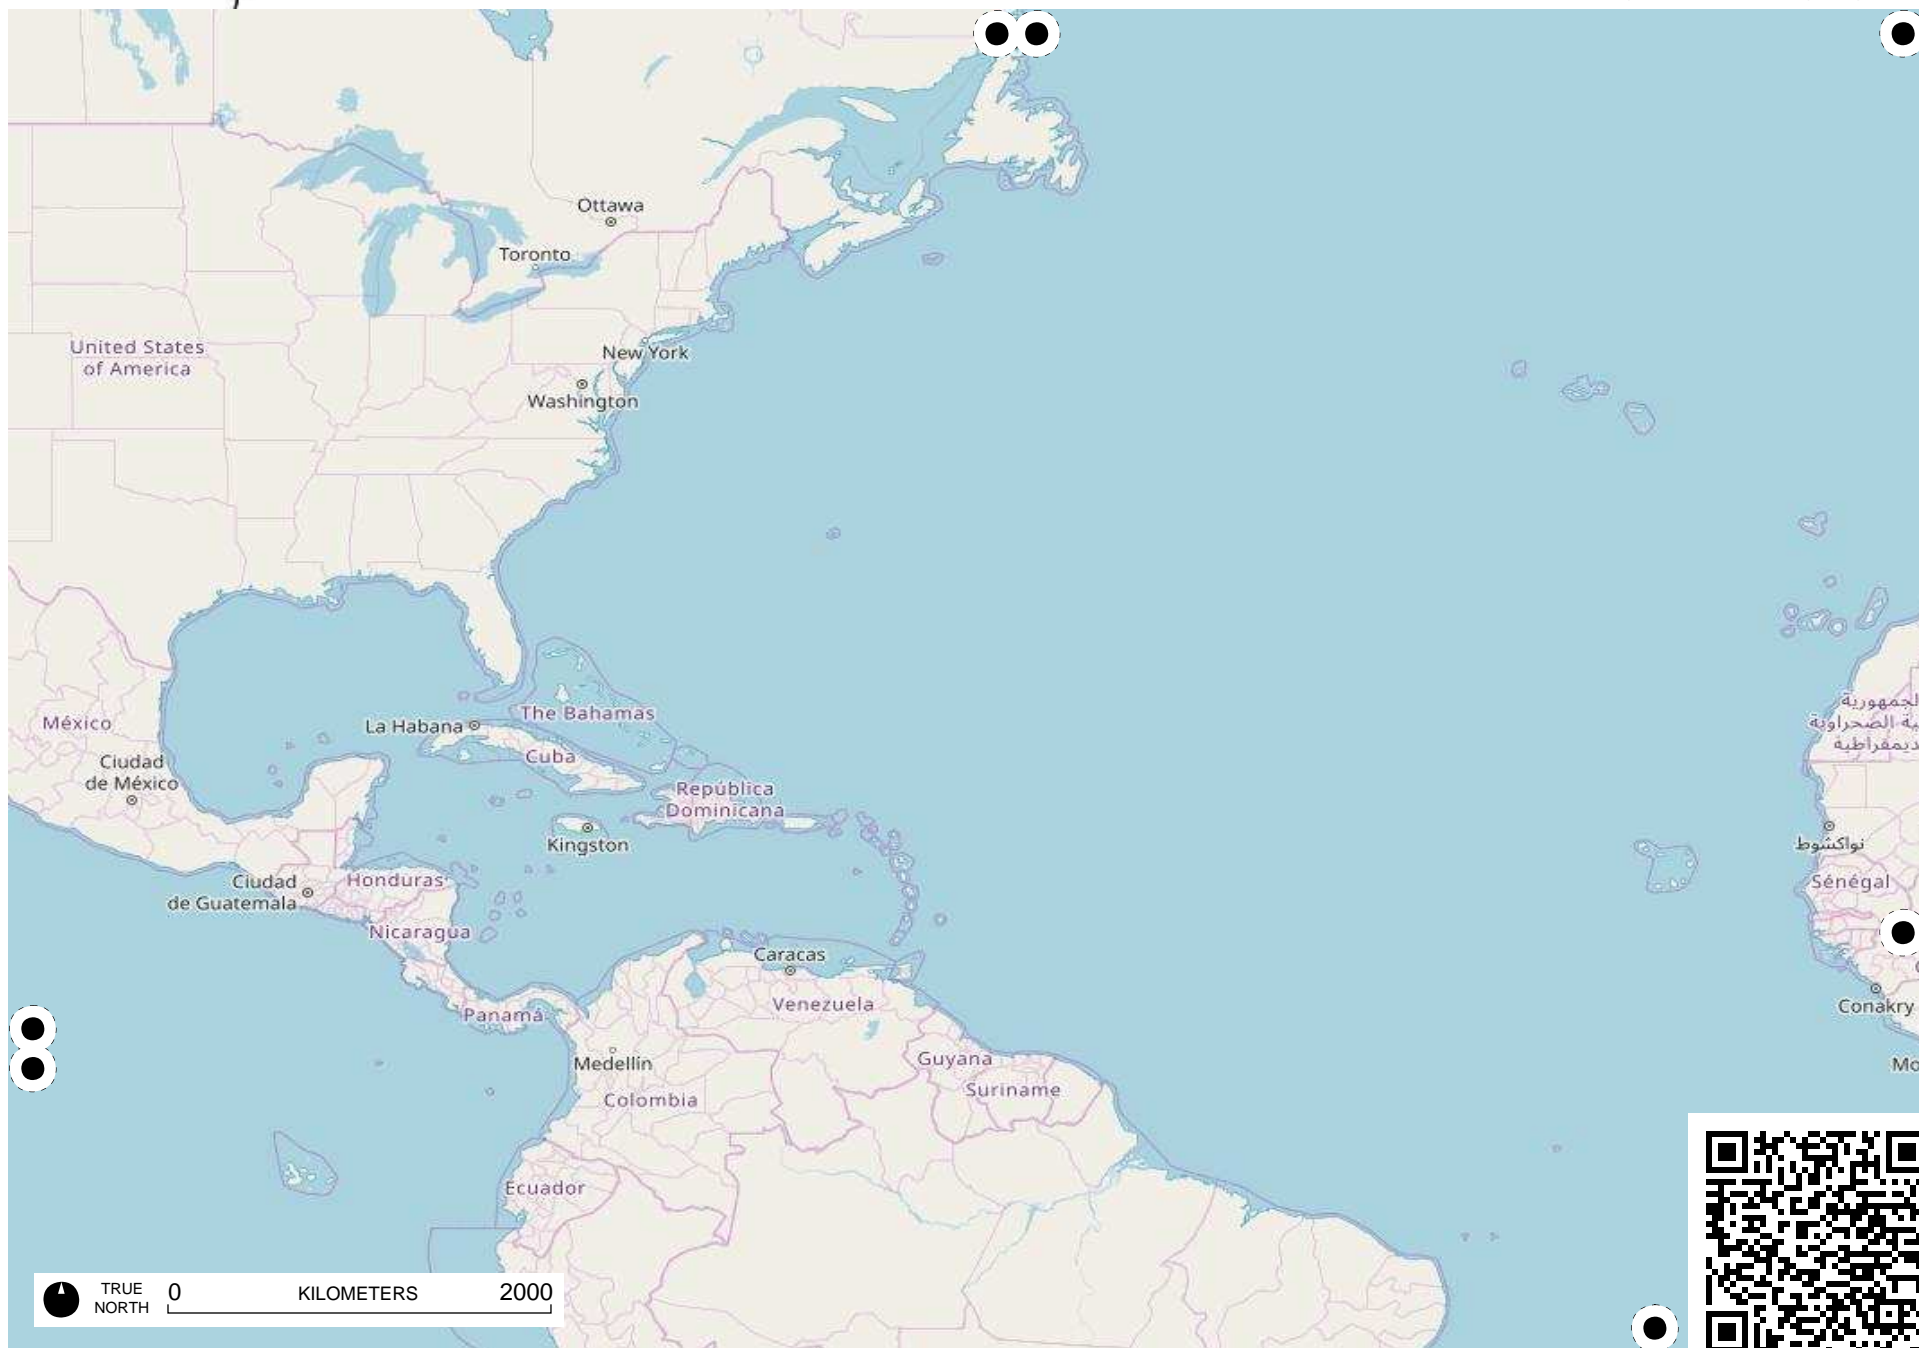 Ottawa
Toronto
United States
of America
New York
Washington
México
Ciudad
de México
La Habana
The Bahamas
Cuba
República
Dominicana
Kingston
Ciudad
de Guatemala
Honduras
Nicaragua
Caracas
Venezuela
Panamá
Medellín
Colombia
Guyana
Suriname
Ecuador
نواكشوط
Sénégal
Conakry
TRUE
NORTH
0
KILOMETERS
2000